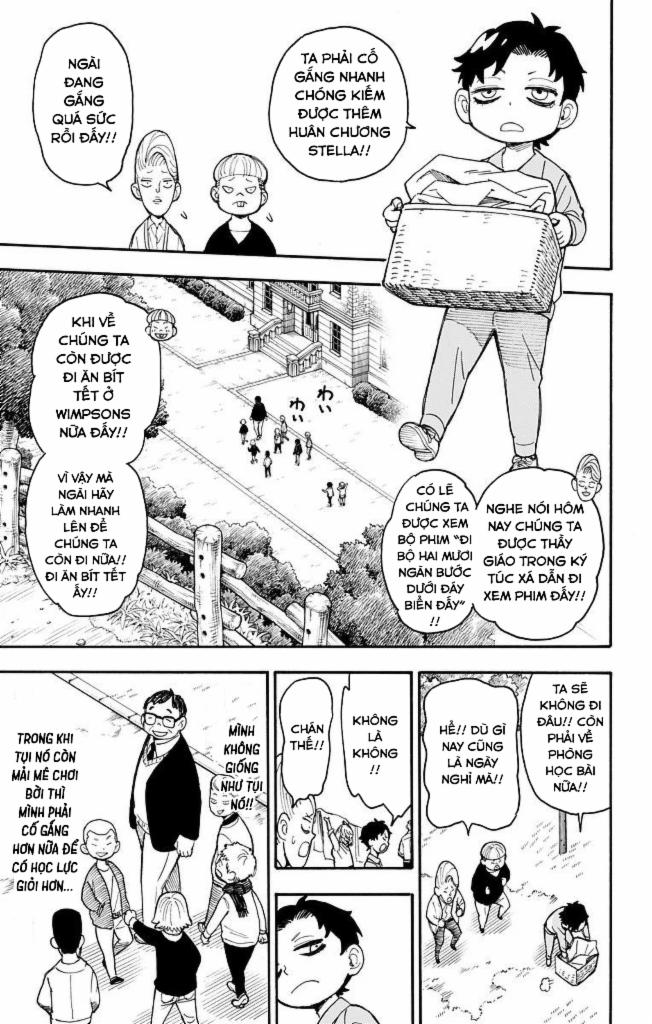 TA PHẢI CỐ
GẮNG NHANH
CHÓNG KIẾM
ĐƯỢC THÊM
HUÂN CHƯƠNG
STELLA!!
NGÀI
ĐANG
GẮNG
QUÁ SỨC
RỒI ĐẤY!!
NGHE NÓI HÔM
NAY CHÚNG TA
ĐƯỢC THẦY
GIÁO TRONG KÝ
TÚC XÁ DẪN ĐI
XEM PHIM ĐẤY!!
CÓ LẼ
CHÚNG TA
ĐƯỢC XEM
BỘ PHIM “ĐI
BỘ HAI MƯƠI
NGÀN BƯỚC
DƯỚI ĐÁY
BIỂN ĐẤY”
!!
わい
わい
KHI VỀ
CHÚNG TA
CÒN ĐƯỢC
ĐI ĂN BÍT
TẾT Ở
WIMPSONS
NỮA ĐẤY!!
VÌ VẬY MÀ
NGÀI HÃY
LÀM NHANH
LÊN ĐỂ
CHÚNG TA
CÒN ĐI NỮA!!
ĐI ĂN BÍT TẾT
ẤY!!
TA SẼ
KHÔNG ĐI
ĐÂU!! CÒN
PHẢI VỀ
PHÒNG
HỌC BÀI
NỮA!!
HỂ!! DÙ GÌ
NAY CŨNG
LÀ NGÀY
NGHỈ MÀ!!
KHÔNG
LÀ
KHÔNG
!!
CHÁN
THẾ!!
MÌNH
KHÔNG
GIỐNG
NHƯ TỤI
NÓ!!
TRONG KHI
TỤI NÓ CÒN
MẢI MÊ CHƠI
BỜI THÌ
MÌNH PHẢI
CỐ GẮNG
HƠN NỮA ĐỂ
CÓ HỌC LỰC
GIỎI HƠN...